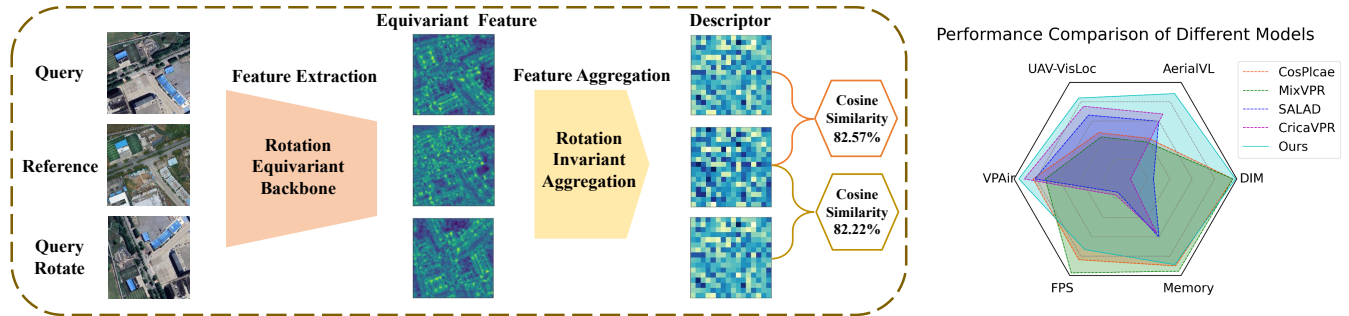 Equivariant Feature
Descriptor
Query
Feature Extraction
Feature Aggregation
Cosine
Similarity
82.57%
Reference
Rotation
Equivariant
Backbone
Rotation
Invariant
Aggregation
Cosine
Similarity
82.22%
Query
Rotate
Performance Comparison of Different Models
UAV-VisLoc
AerialVL
CosPlcae
MixVPR
SALAD
CricaVPR
Ours
VPAir
DIM
FPS
Memory